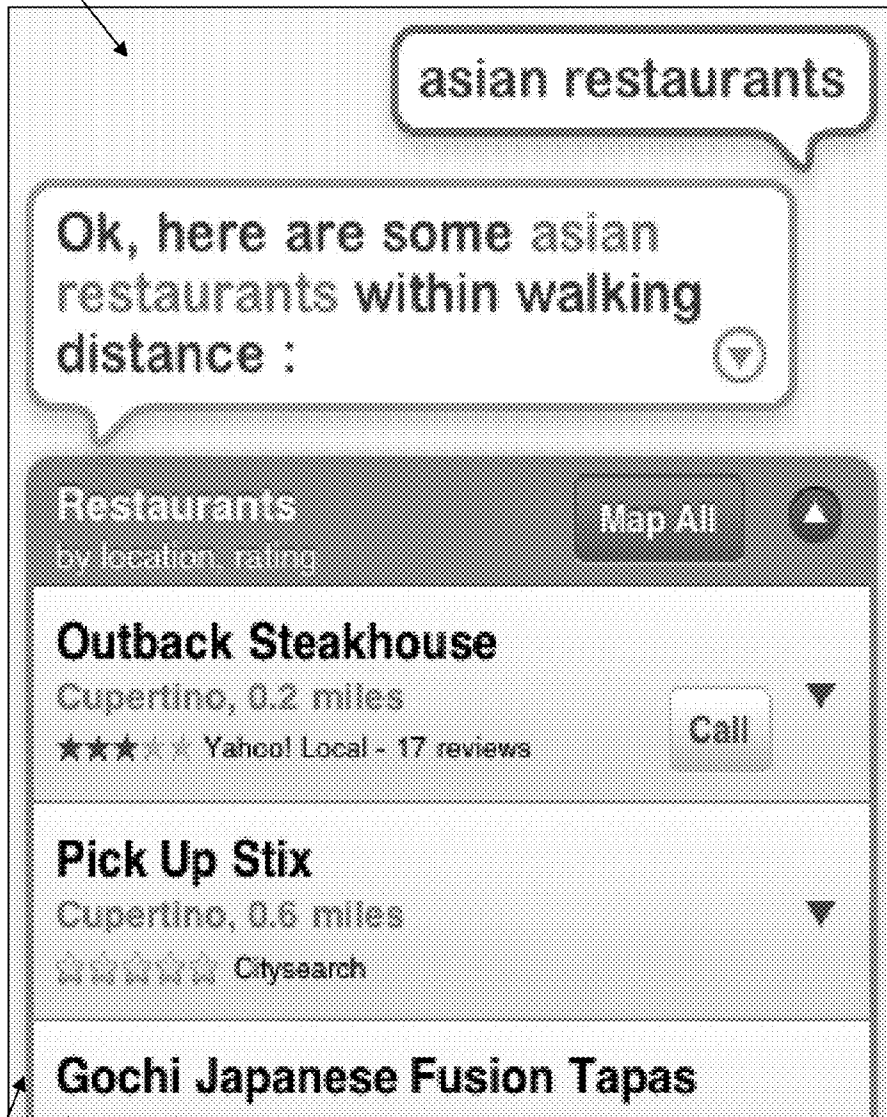 asian restaurants
Ok, here are some asian
restaurants within walking
distance :
Restaurants
Map All
by location, rating
Outback Steakhouse
Cupertino, 0.2 miles
Call
Yahoo! Local - 17 reviews
Pick Up Stix
Cupertino, 0.6 miles
Citysearch
Gochi Japanese Fusion Tapas